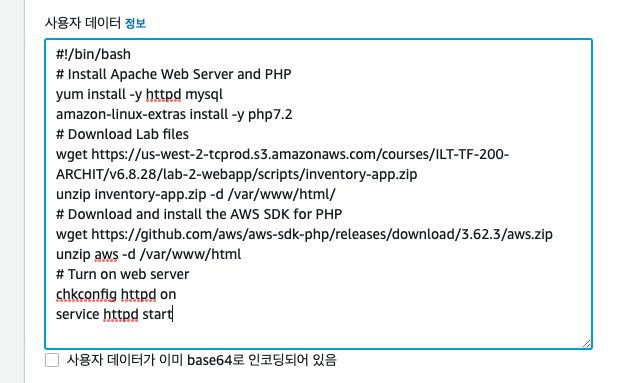 사용자 데이터 정보
#!/bin/bash
# Install Apache Web Server and PHP
yum install -y httpd mysql
amazon-linux-extras install -y php7.2
# Download Lab files
wget https://us-west-2-tcprod.s3.amazonaws.com/courses/ILT-TF-200-
ARCHIT/v6.8.28/lab-2-webapp/scripts/inventory-app.zip
unzip inventory-app.zip -d /var/www/html/
# Download and install the AWS SDK for PHP
wget https://github.com/aws/aws-sdk-php/releases/download/3.62.3/aws.zip
unzip aws -d /var/www/html
# Turn on web server
chkconfig httpd on
service httpd start
사용자 데이터가 이미 base64로 인코딩되어 있음